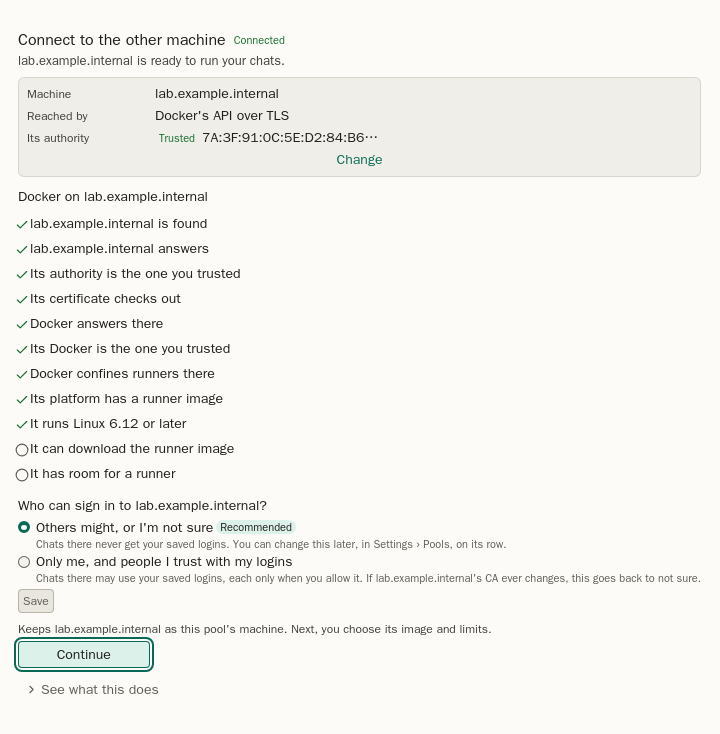 Connect to the other machine Connected
lab.example.internal is ready to run your chats.
Machine lab.example.internal
Reached by Docker's API over TLS
Its authority Trusted 7A:3F:91:0C:5E:D2:84:B6···
Change
Docker on lab.example.internal
lab.example.internal is found
lab.example.internal answers
Its authority is the one you trusted
Its certificate checks out
Docker answers there
Its Docker is the one you trusted
Docker confines runners there
Its platform has a runner image
It runs Linux 6.12 or later
It can download the runner image
It has room for a runner
Who can sign in to lab.example.internal?
Others might, or I'm not sure Recommended
Chats there never get your saved logins. You can change this later, in Settings › Pools, on its row.
Only me, and people I trust with my logins
Chats there may use your saved logins, each only when you allow it. If lab.example.internal's CA ever changes, this goes back to not sure.
Save
Keeps lab.example.internal as this pool's machine. Next, you choose its image and limits.
Continue
See what this does